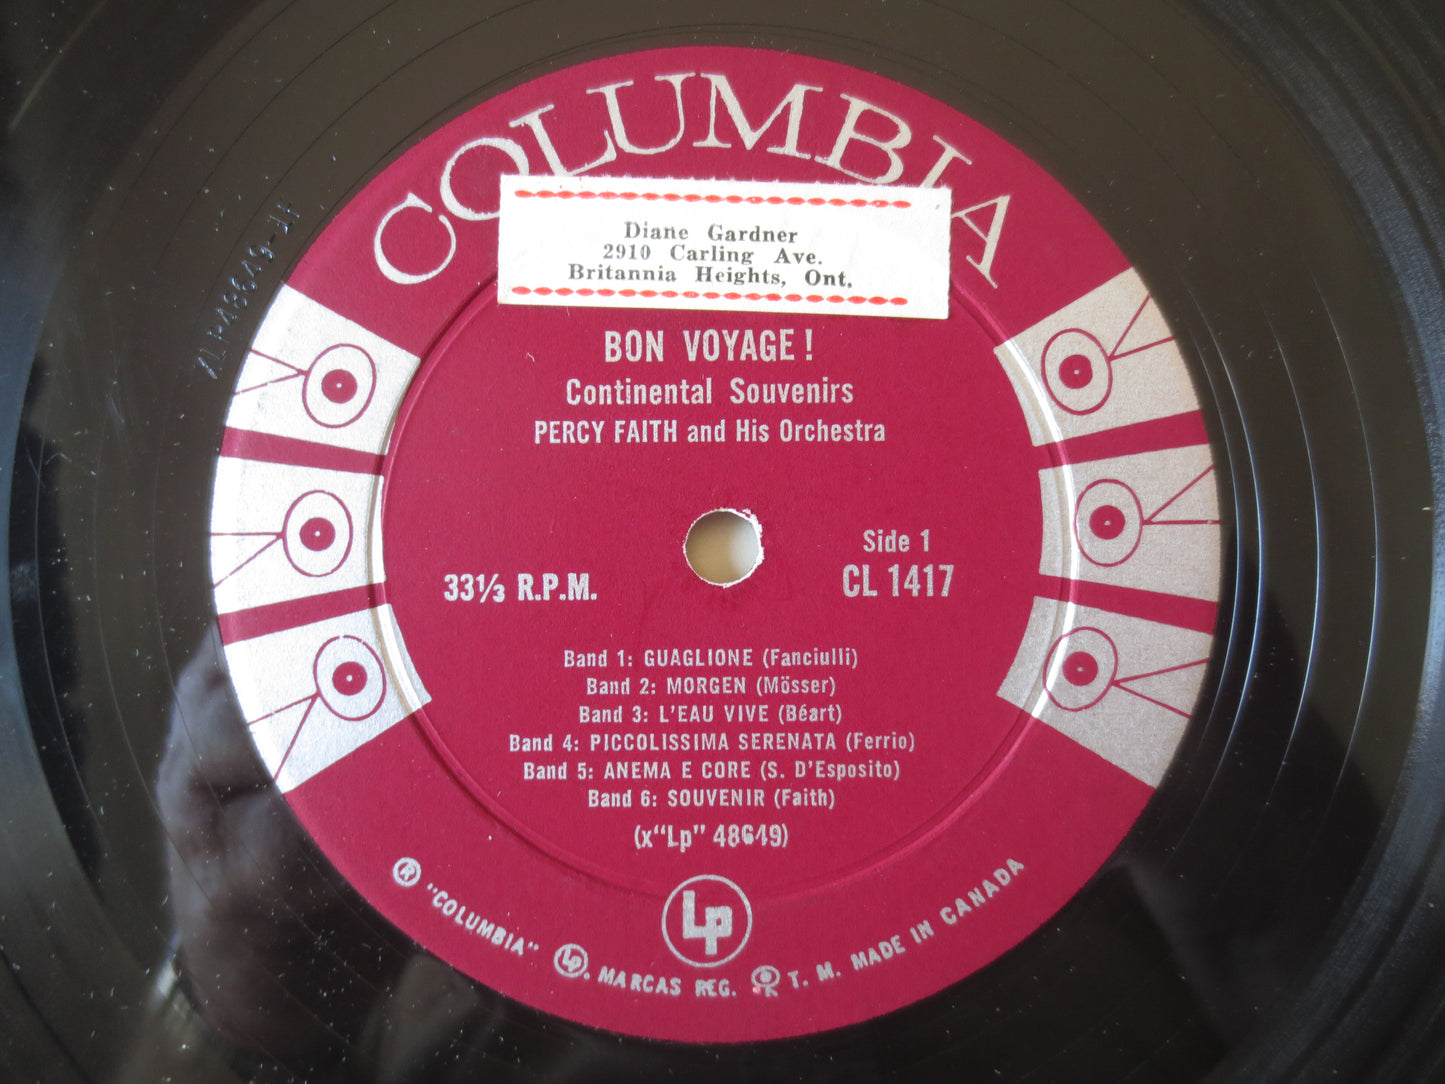 COLUMBIA
Diane Gardner
2910 Carling Ave.
Britannia Heights, Ont.
BON VOYAGE!
Continental Souvenirs
PERCY FAITH and His Orchestra
Side 1
33⅓ R.P.M.
CL 1417
Band 1: GUAGLIONE (Fanciulli)
Band 2: MORGEN (Mösser)
Band 3: L'EAU VIVE (Béart)
Band 4: PICCOLISSIMA SERENATA (Ferrio)
Band 5: ANEMA E CORE (S. D'Esposito)
Band 6: SOUVENIR (Faith)
(x"Lp" 48649)
Lp
® "COLUMBIA" Lp. MARCAS REG. T. M. MADE IN CANADA